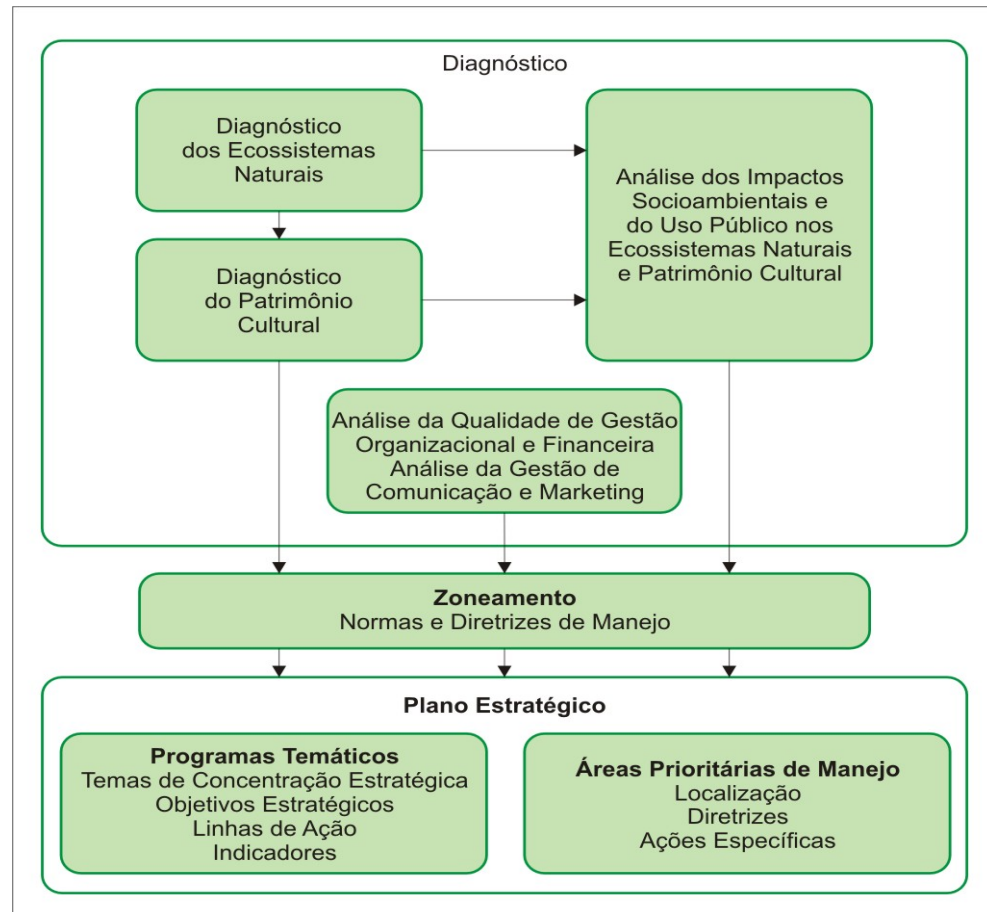 Diagnóstico
Diagnóstico
dos Ecossistemas
Naturais
Análise dos Impactos
Socioambientais e
do Uso Público nos
Ecossistemas Naturais
e Patrimônio Cultural
Diagnóstico
do Patrimônio
Cultural
Análise da Qualidade de Gestão
Organizacional e Financeira
Análise da Gestão de
Comunicação e Marketing
Zoneamento
Normas e Diretrizes de Manejo
Plano Estratégico
Programas Temáticos
Temas de Concentração Estratégica
Objetivos Estratégicos
Linhas de Ação
Indicadores
Áreas Prioritárias de Manejo
Localização
Diretrizes
Ações Específicas